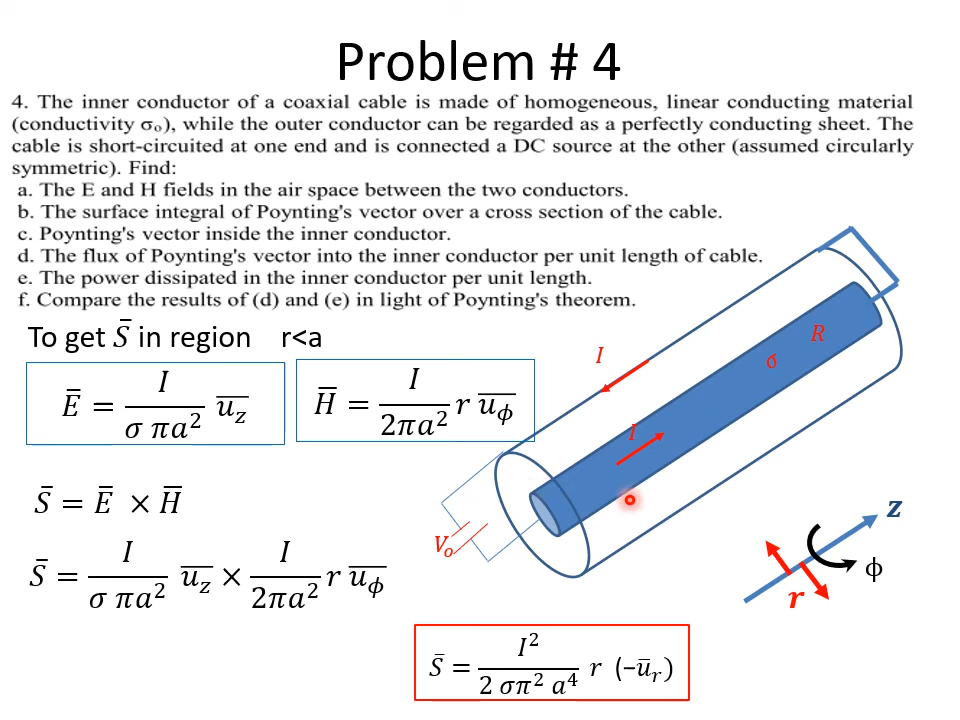 Problem # 4
4. The inner conductor of a coaxial cable is made of homogeneous, linear conducting material
(conductivity σₒ), while the outer conductor can be regarded as a perfectly conducting sheet. The
cable is short-circuited at one end and is connected a DC source at the other (assumed circularly
symmetric). Find:
a. The E and H fields in the air space between the two conductors.
b. The surface integral of Poynting's vector over a cross section of the cable.
c. Poynting's vector inside the inner conductor.
d. The flux of Poynting's vector into the inner conductor per unit length of cable.
e. The power dissipated in the inner conductor per unit length.
f. Compare the results of (d) and (e) in light of Poynting's theorem.
To get S̄ in region r<a
Ē = I / (σ πa²) u̅_z
H̄ = I / (2πa²) r u̅_ϕ
S̄ = Ē × H̄
S̄ = I / (σ πa²) u̅_z × I / (2πa²) r u̅_ϕ
S̄ = I² / (2 σπ² a⁴) r (−ū_r)
R
σ
I
I
Vₒ
z
ϕ
r